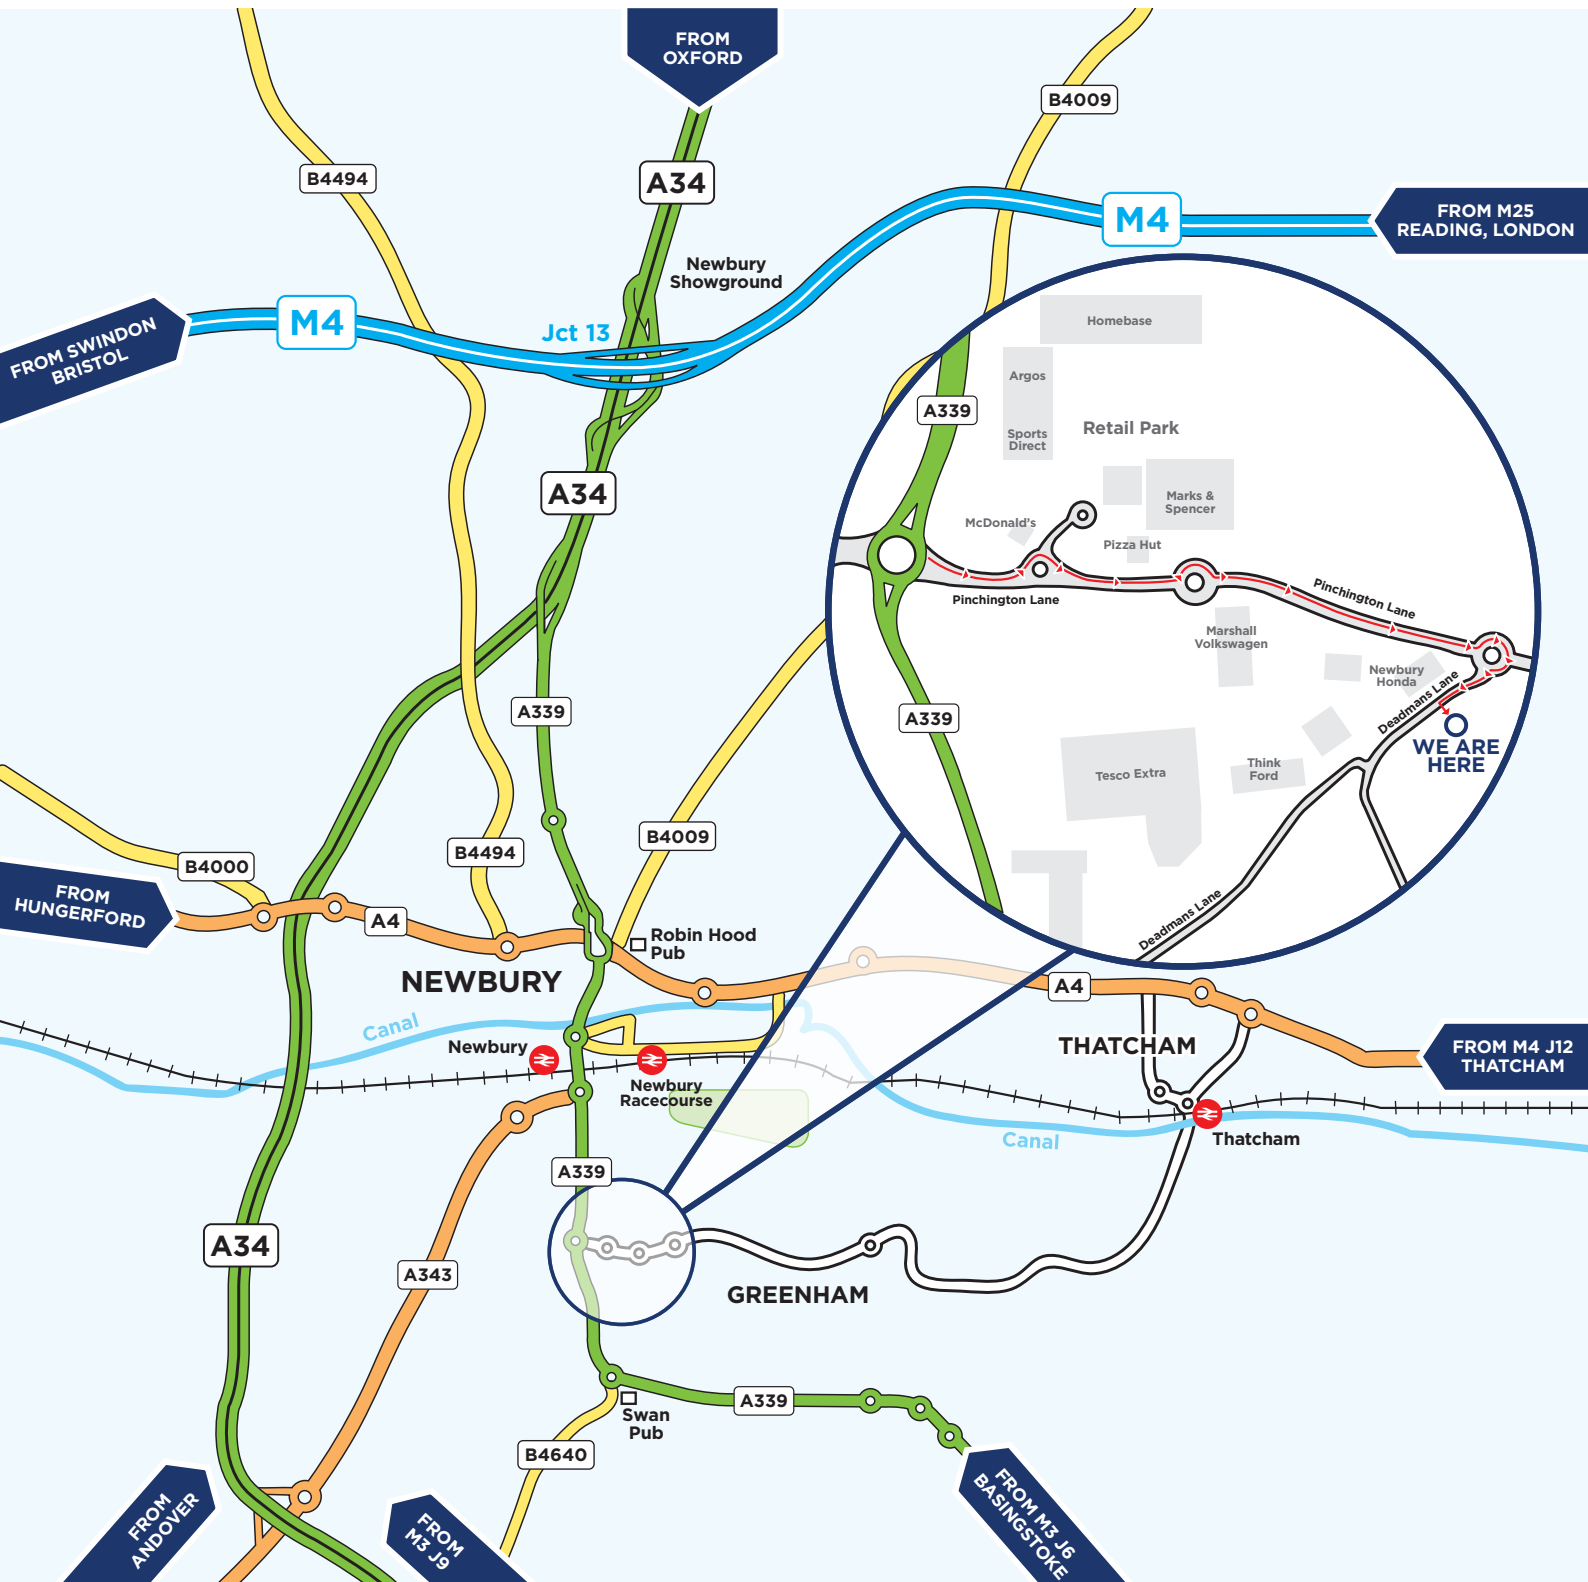 FROM
OXFORD
B4009
B4494
A34
M4
FROM M25
READING, LONDON
Newbury
Showground
FROM SWINDON
BRISTOL
M4
Jct 13
Homebase
Argos
A339
Retail Park
Sports
Direct
A34
Marks &
Spencer
McDonald's
Pizza Hut
Pinchington Lane
Pinchington Lane
Marshall
Volkswagen
Newbury
Honda
Deadmans Lane
A339
A339
WE ARE
HERE
Think
Ford
Tesco Extra
B4009
B4494
B4000
FROM
HUNGERFORD
A4
Deadmans Lane
Robin Hood
Pub
NEWBURY
A4
Canal
Newbury
THATCHAM
FROM M4 J12
THATCHAM
Newbury
Racecourse
Canal
Thatcham
A339
A34
A343
GREENHAM
A339
Swan
Pub
B4640
FROM
ANDOVER
FROM
M3 J9
FROM M3 J6
BASINGSTOKE